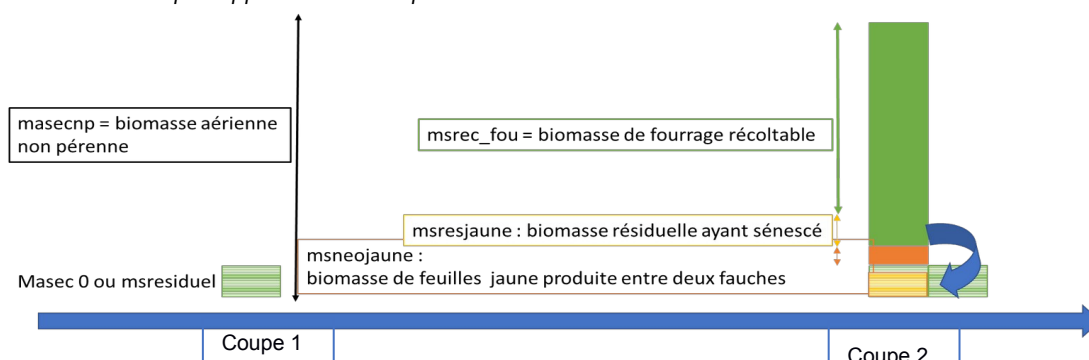 masecnp = biomasse aérienne
non pérenne
msrec_fou = biomasse de fourrage récoltable
msresjaune : biomasse résiduelle ayant sénescé
msneojaune :
biomasse de feuilles jaune produite entre deux fauches
Masec 0 ou msresiduel
Coupe 1
Coupe 2